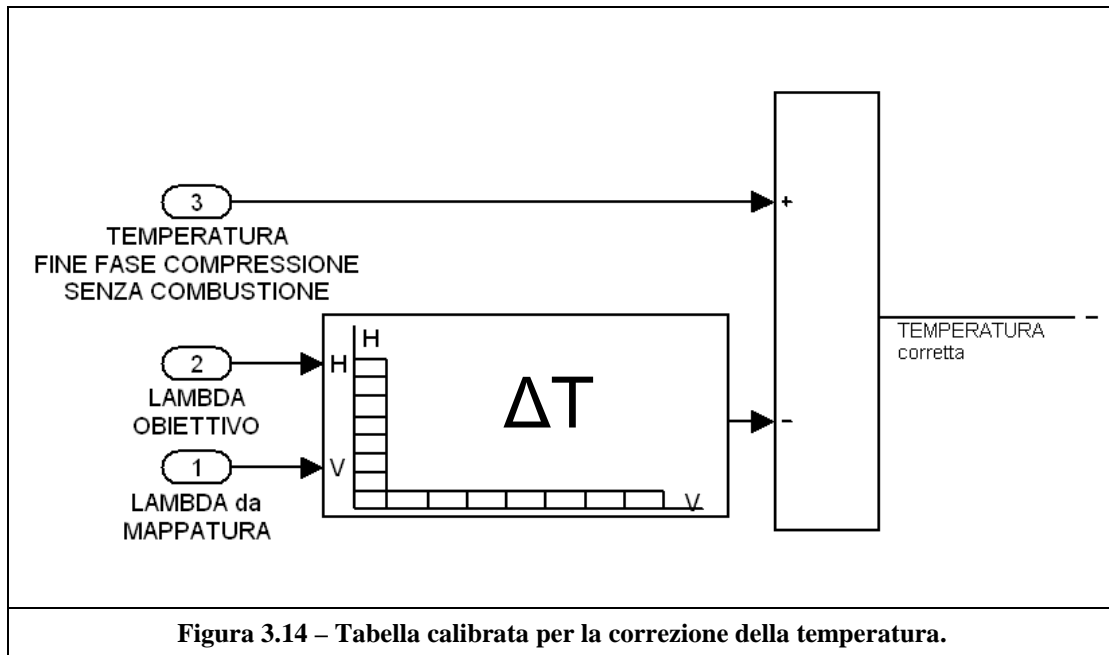 3
+
TEMPERATURA
FINE FASE COMPRESSIONE
SENZA COMBUSTIONE
H
2
H
ΔT
TEMPERATURA
corretta
LAMBDA
OBIETTIVO
-
1
V
V
LAMBDA da
MAPPATURA
Figura 3.14 – Tabella calibrata per la correzione della temperatura.